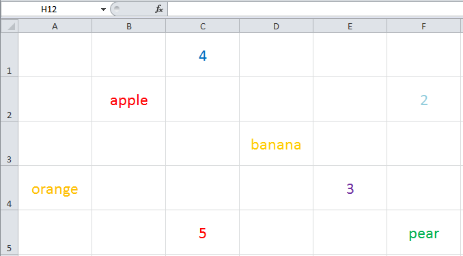 H12 fx
A B C D E F
1 4
2 apple 2
3 banana
4 orange 3
5 5 pear